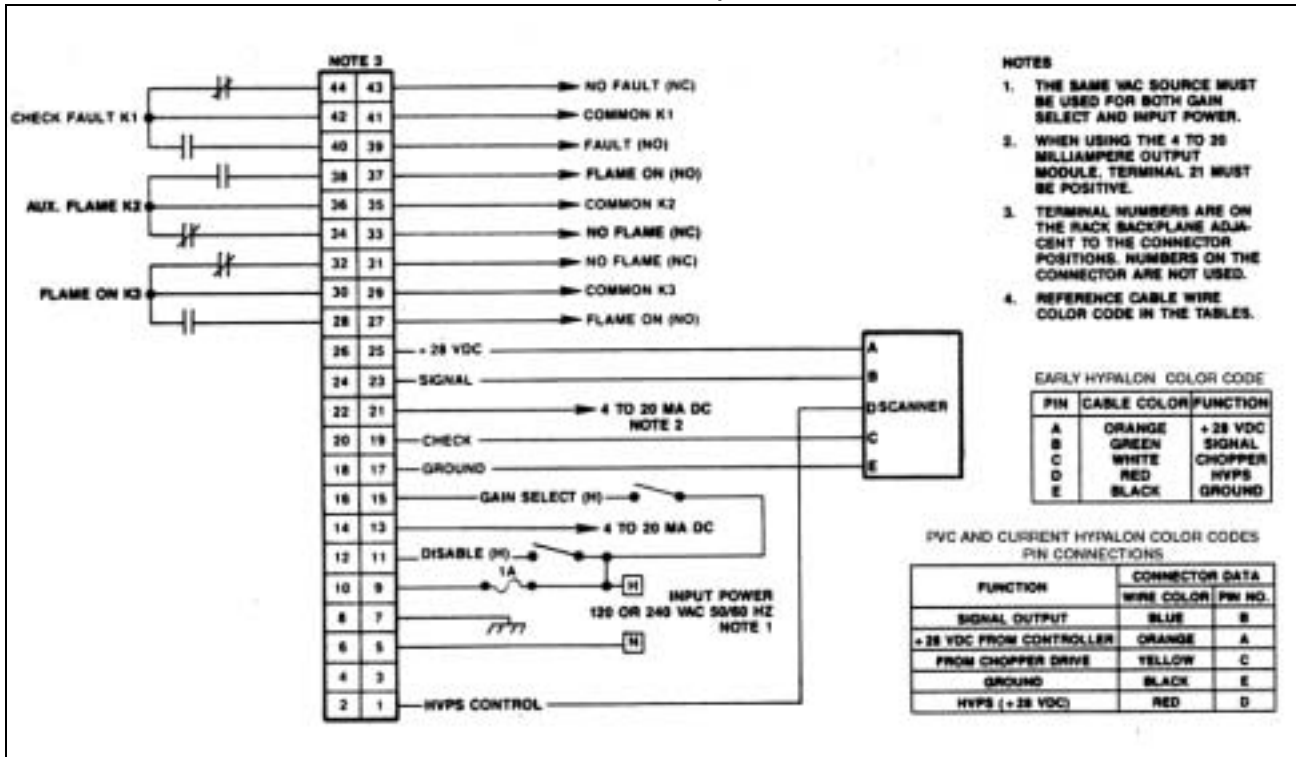 NOTE 3
44 43 NO FAULT (NC)
CHECK FAULT K1 42 41 COMMON K1
40 39 FAULT (NO)
38 37 FLAME ON (NO)
AUX. FLAME K2 36 35 COMMON K2
34 33 NO FLAME (NC)
32 31 NO FLAME (NC)
FLAME ON K3 30 29 COMMON K3
28 27 FLAME ON (NO)
26 25 + 28 VDC A
24 23 SIGNAL B
22 21 4 TO 20 MA DC D SCANNER
NOTE 2
20 19 CHECK C
18 17 GROUND E
16 15 GAIN SELECT (H)
14 13 4 TO 20 MA DC
12 11 DISABLE (H)
1A
10 9 H
INPUT POWER
120 OR 240 VAC 50/60 HZ
NOTE 1
8 7
6 5 N
4 3
2 1 HVPS CONTROL
NOTES
1. THE SAME VAC SOURCE MUST
BE USED FOR BOTH GAIN
SELECT AND INPUT POWER.
2. WHEN USING THE 4 TO 20
MILLIAMPERE OUTPUT
MODULE, TERMINAL 21 MUST
BE POSITIVE.
3. TERMINAL NUMBERS ARE ON
THE RACK BACKPLANE ADJA-
CENT TO THE CONNECTOR
POSITIONS. NUMBERS ON THE
CONNECTOR ARE NOT USED.
4. REFERENCE CABLE WIRE
COLOR CODE IN THE TABLES.
EARLY HYPALON COLOR CODE
PIN CABLE COLOR FUNCTION
A ORANGE + 28 VDC
B GREEN SIGNAL
C WHITE CHOPPER
D RED HVPS
E BLACK GROUND
PVC AND CURRENT HYPALON COLOR CODES
PIN CONNECTIONS
FUNCTION CONNECTOR DATA
WIRE COLOR PIN NO.
SIGNAL OUTPUT BLUE B
+ 28 VDC FROM CONTROLLER ORANGE A
FROM CHOPPER DRIVE YELLOW C
GROUND BLACK E
HVPS ( + 28 VDC) RED D